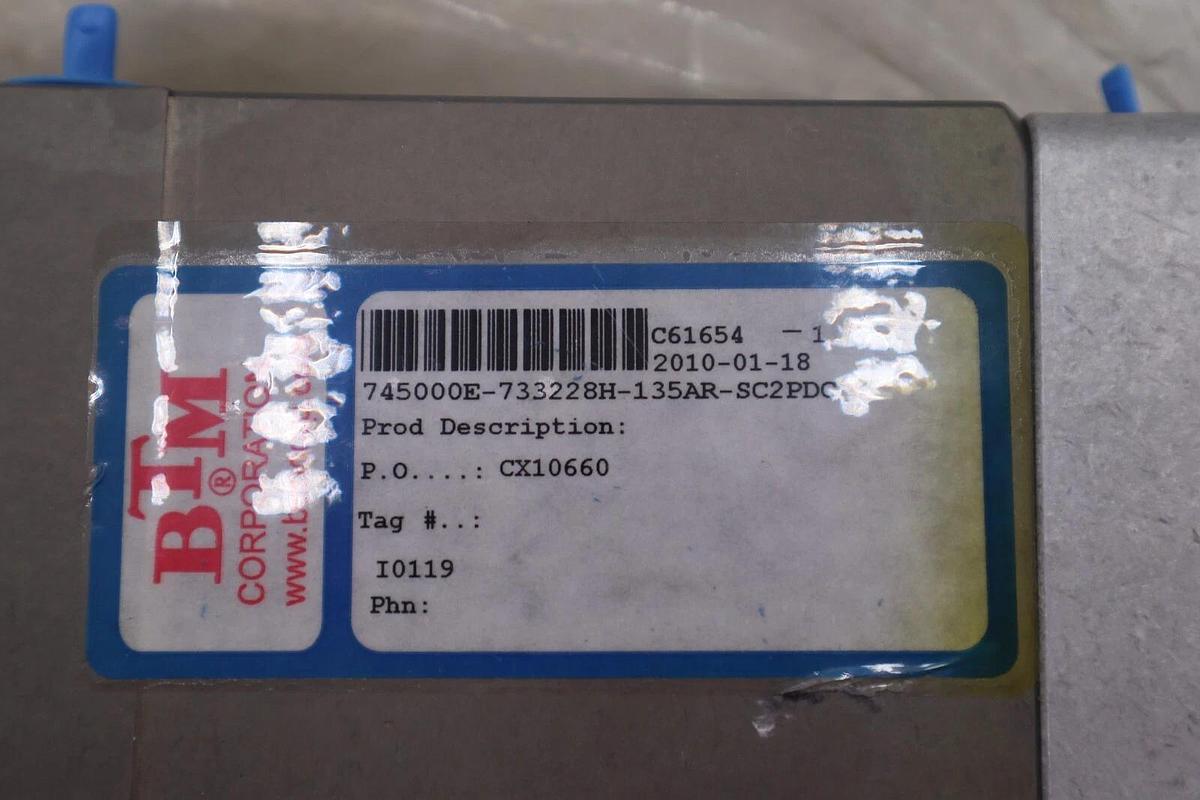 BTM®
CORPORATION
C61654 - 1
2010-01-18
745000E-733228H-135AR-SC2PDC
Prod Description:
P.O....: CX10660
Tag #..:
I0119
Phn: